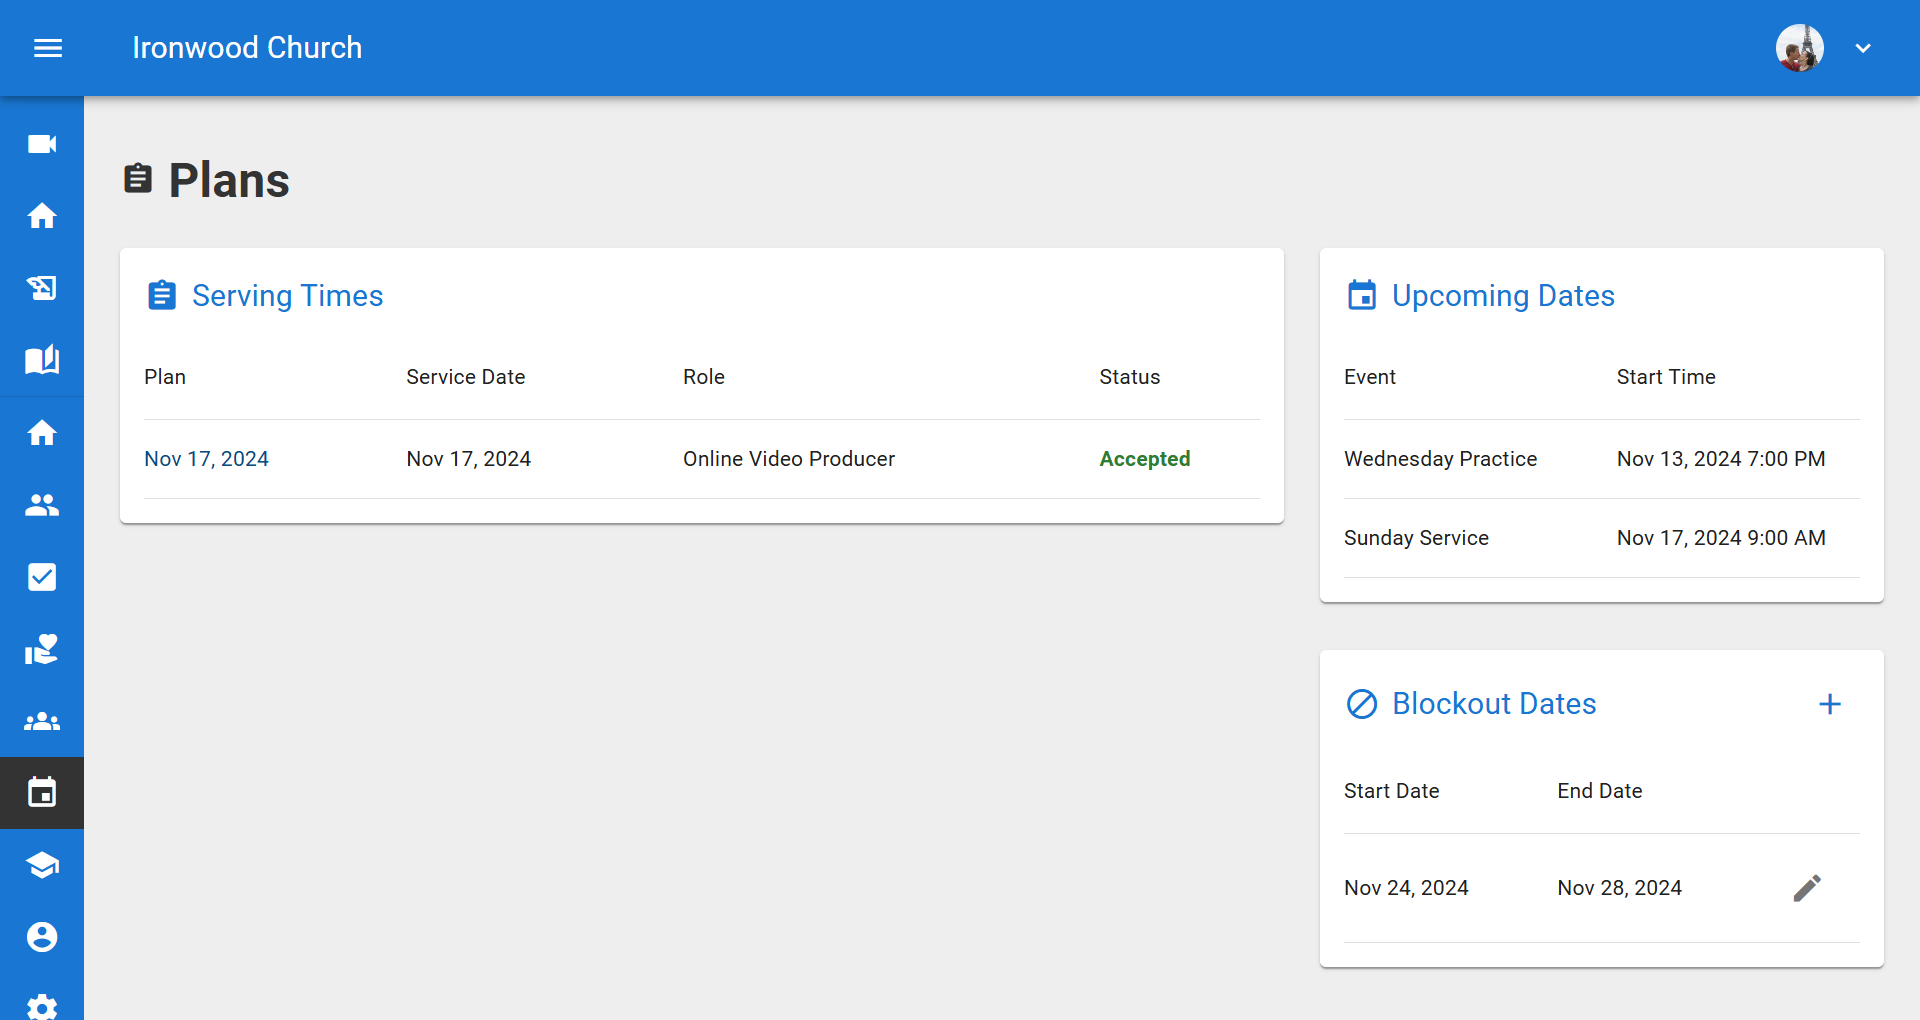 Ironwood Church
Plans
Serving Times
Plan Service Date Role Status
Nov 17, 2024 Nov 17, 2024 Online Video Producer Accepted
Upcoming Dates
Event Start Time
Wednesday Practice Nov 13, 2024 7:00 PM
Sunday Service Nov 17, 2024 9:00 AM
Blockout Dates
Start Date End Date
Nov 24, 2024 Nov 28, 2024